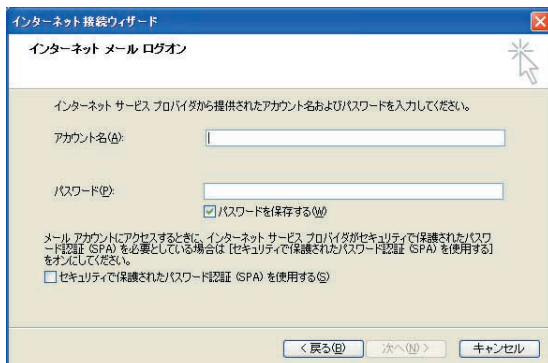 インターネット接続ウィザード
インターネット メール ログオン
インターネット サービス プロバイダから提供されたアカウント名およびパスワードを入力してください。
アカウント名(A):
パスワード(P):
パスワードを保存する(W)
メール アカウントにアクセスするときに、インターネット サービス プロバイダがセキュリティで保護されたパスワ
ード認証 (SPA) を必要としている場合は [セキュリティで保護されたパスワード認証 (SPA) を使用する]
をオンにしてください。
セキュリティで保護されたパスワード認証 (SPA) を使用する(S)
< 戻る(B) 次へ(N) > キャンセル